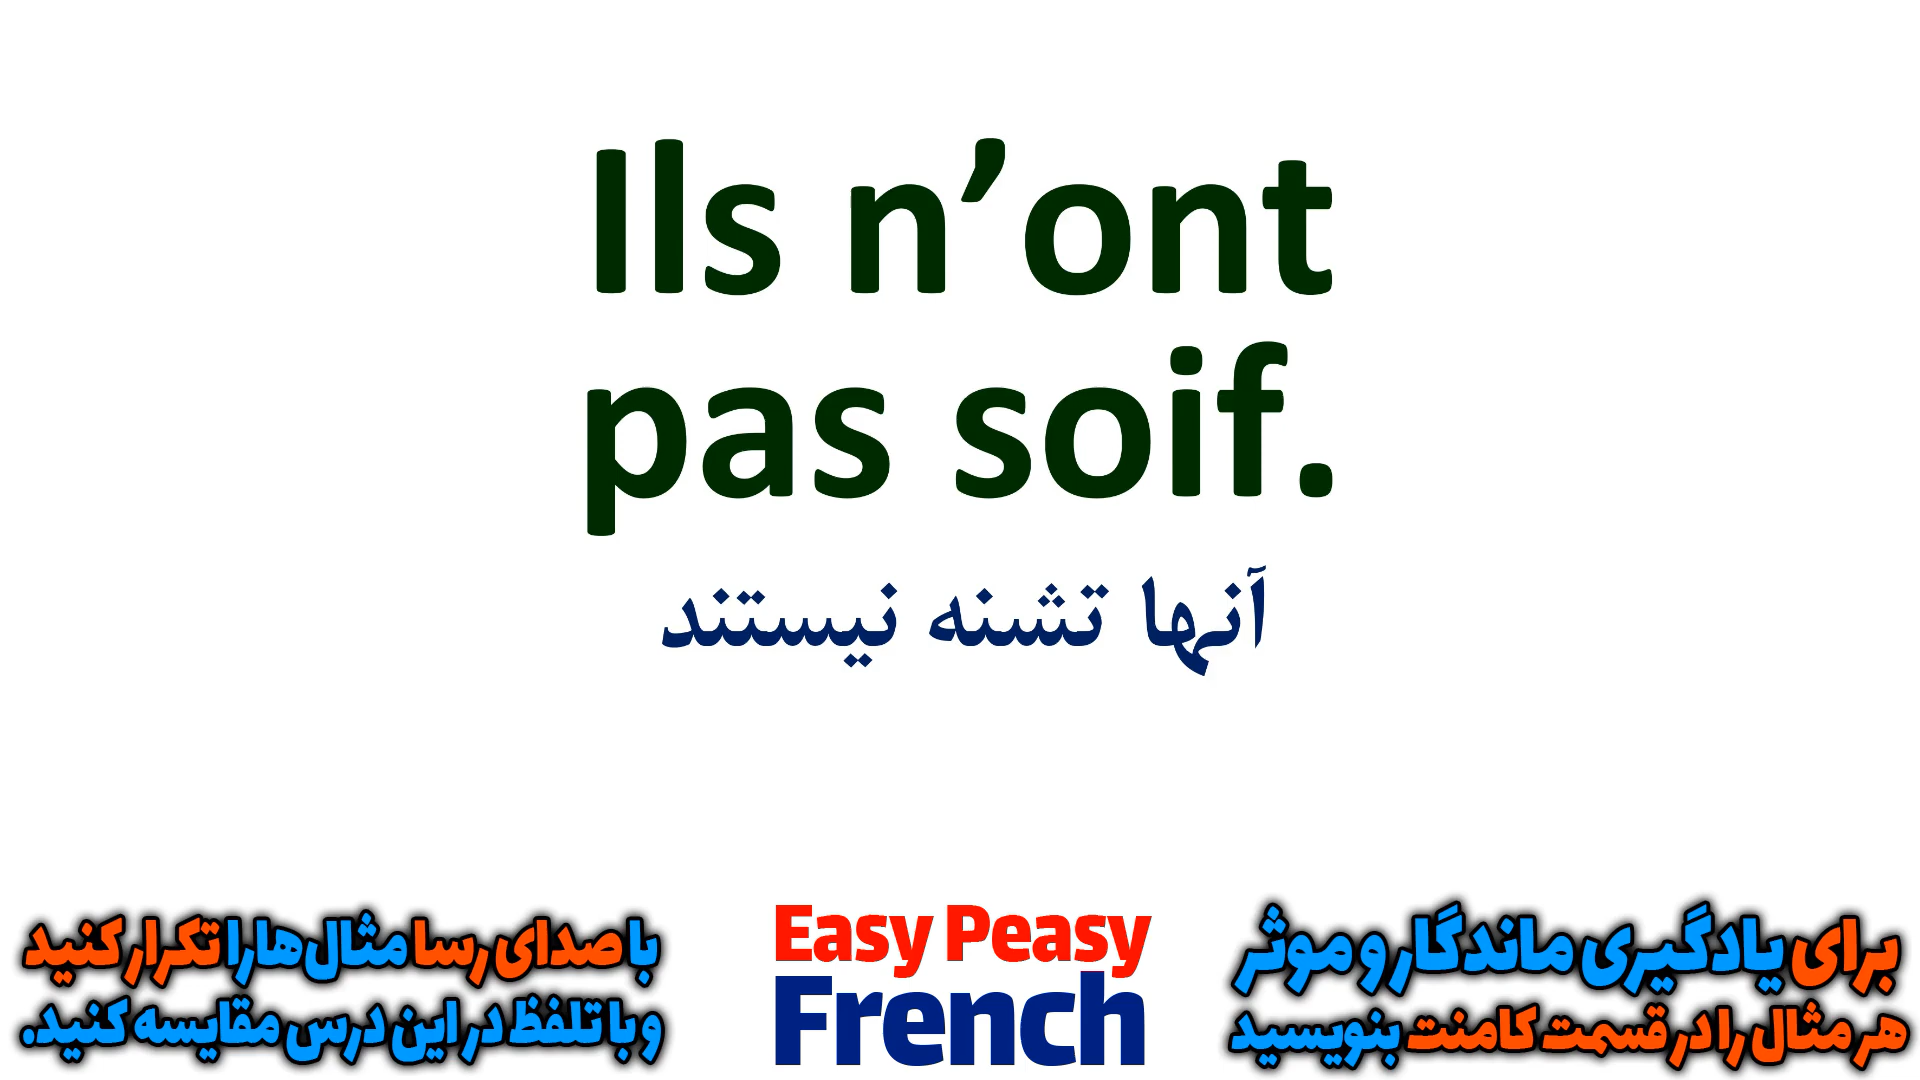 Ils n’ont
pas soif.
آنها تشنه نیستند
برای یادگیری ماندگار و موثر
هر مثال را در قسمت کامنت بنویسید
Easy Peasy
French
با صدای رسا مثال‌ها را تکرار کنید
و با تلفظ در این درس مقایسه کنید.